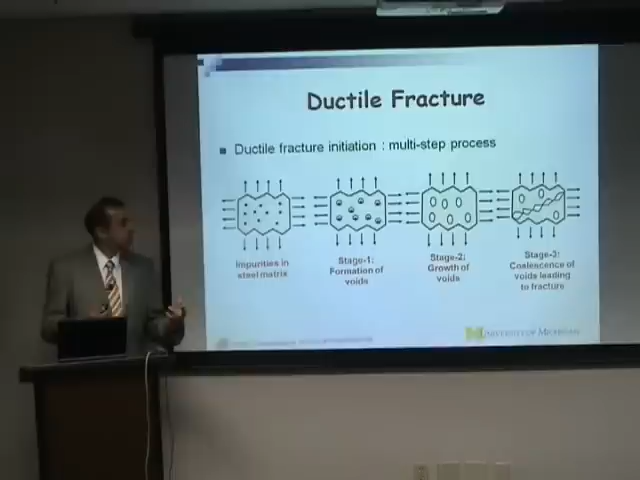 Ductile Fracture
Ductile fracture initiation : multi-step process
Impurities in
steel matrix
Stage-1:
Formation of
voids
Stage-2:
Growth of
voids
Stage-3:
Coalescence of
voids leading
to fracture
UNIVERSITY OF MICHIGAN